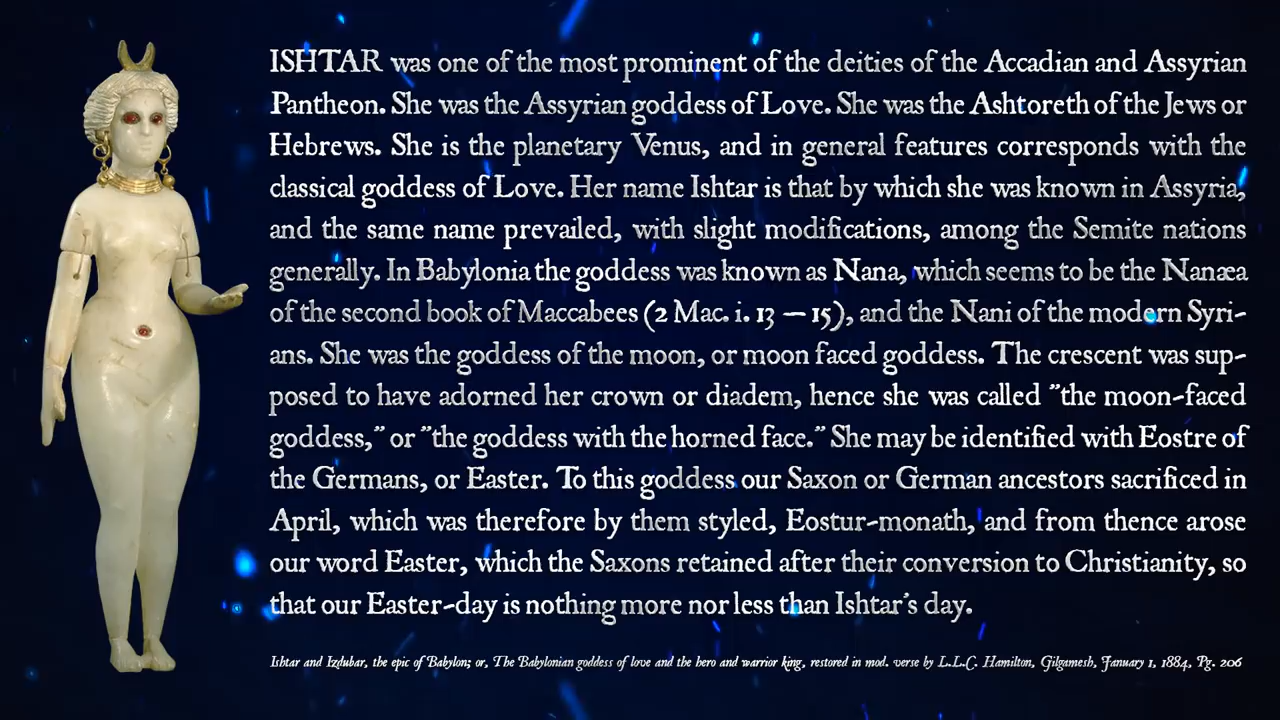 ISHTAR was one of the most prominent of the deities of the Accadian and Assyrian
Pantheon. She was the Assyrian goddess of Love. She was the Ashtoreth of the Jews or
Hebrews. She is the planetary Venus, and in general features corresponds with the
classical goddess of Love. Her name Ishtar is that by which she was known in Assyria,
and the same name prevailed, with slight modifications, among the Semite nations
generally. In Babylonia the goddess was known as Nana, which seems to be the Nanæa
of the second book of Maccabees (2 Mac. i. 13 — 15), and the Nani of the modern Syri-
ans. She was the goddess of the moon, or moon faced goddess. The crescent was sup-
posed to have adorned her crown or diadem, hence she was called "the moon-faced
goddess," or "the goddess with the horned face." She may be identified with Eostre of
the Germans, or Easter. To this goddess our Saxon or German ancestors sacrificed in
April, which was therefore by them styled, Eostur-monath, and from thence arose
our word Easter, which the Saxons retained after their conversion to Christianity, so
that our Easter-day is nothing more nor less than Ishtar's day.
Ishtar and Izdubar, the epic of Babylon; or, The Babylonian goddess of love and the hero and warrior king, restored in mod. verse by L.L.C. Hamilton, Gilgamesh, January 1, 1884. Pg. 206